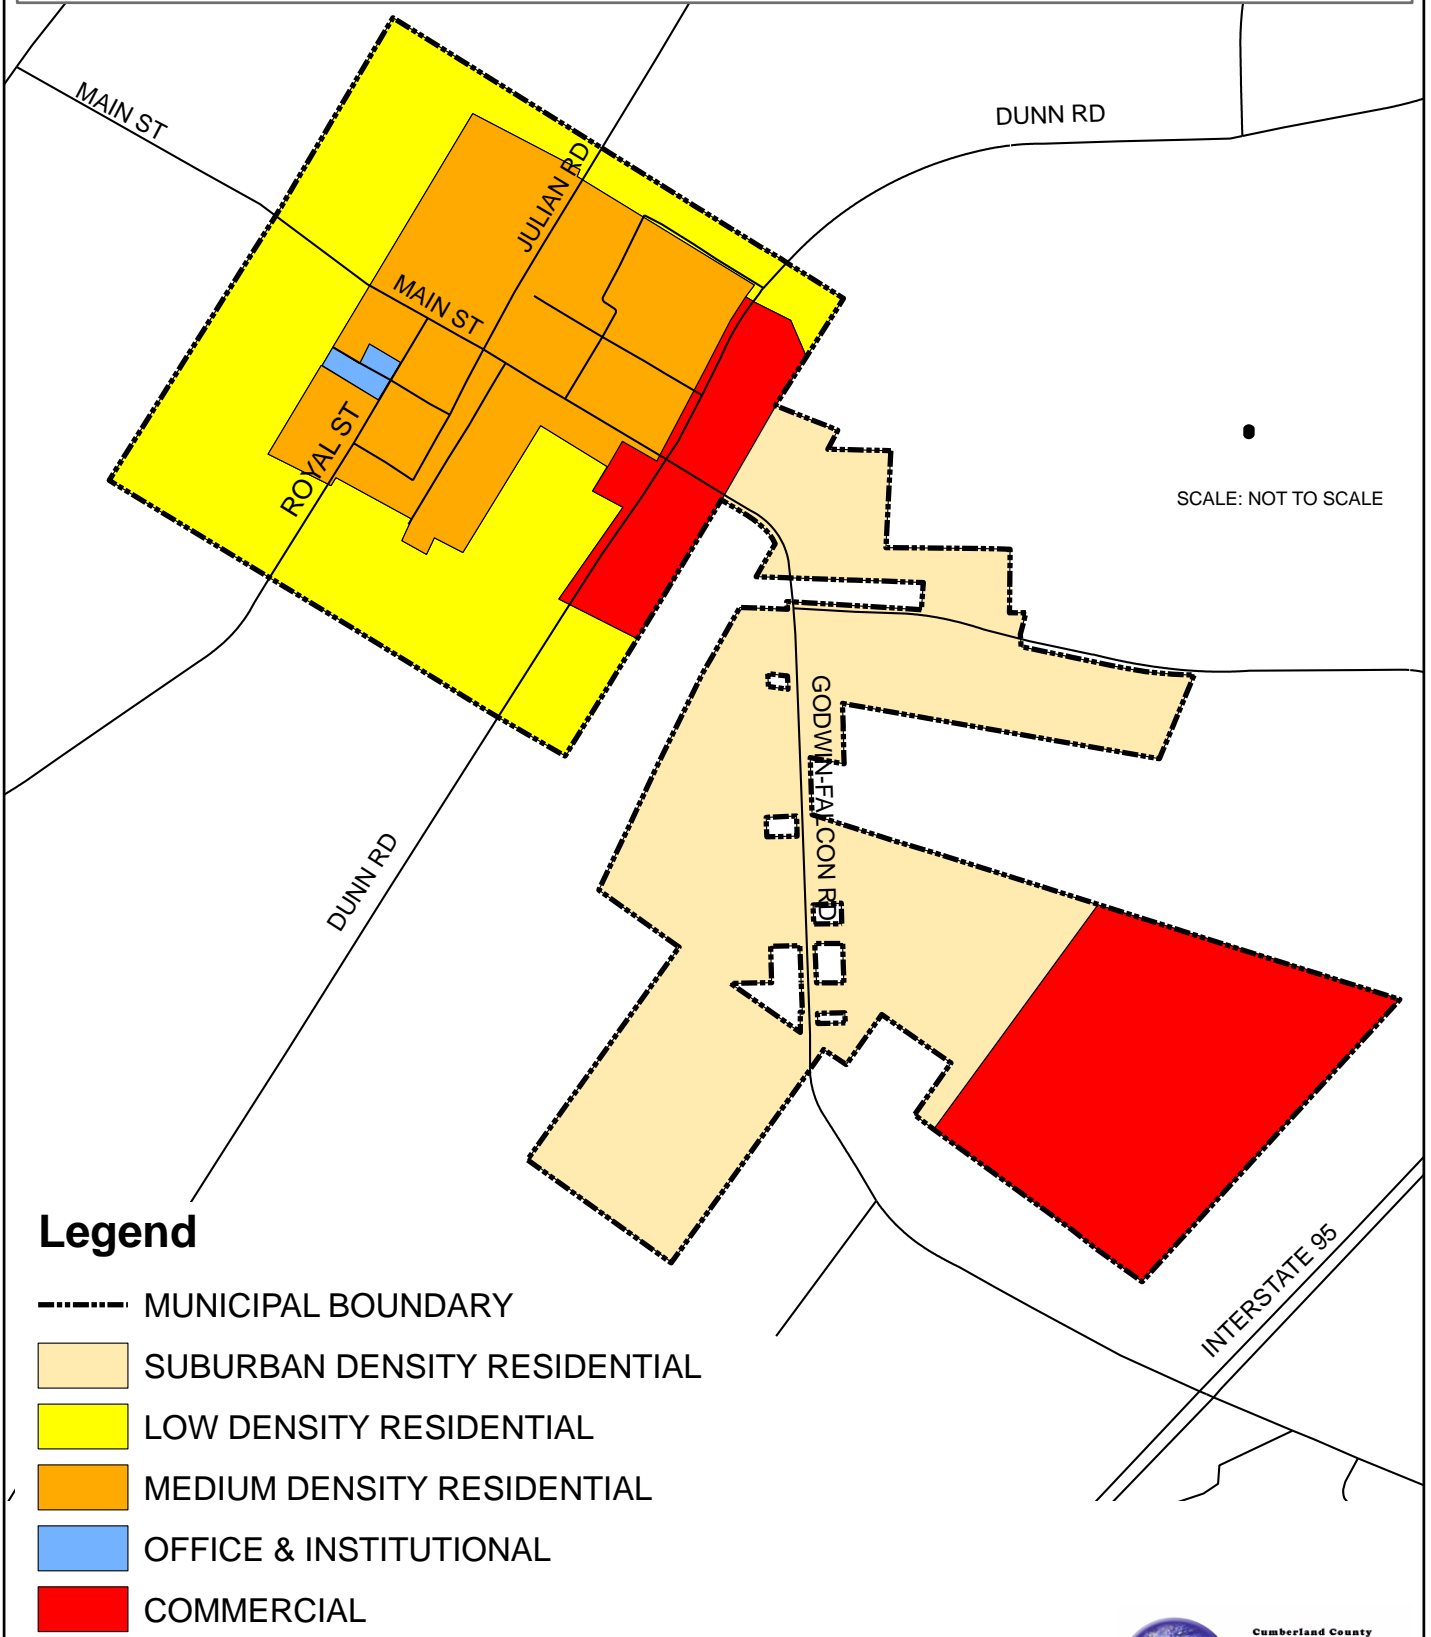 MAIN ST
DUNN RD
JULIAN RD
MAIN ST
ROYAL ST
SCALE: NOT TO SCALE
GODWIN-FALCON RD
DUNN RD
INTERSTATE 95
Legend
MUNICIPAL BOUNDARY
SUBURBAN DENSITY RESIDENTIAL
LOW DENSITY RESIDENTIAL
MEDIUM DENSITY RESIDENTIAL
OFFICE & INSTITUTIONAL
COMMERCIAL
Cumberland County